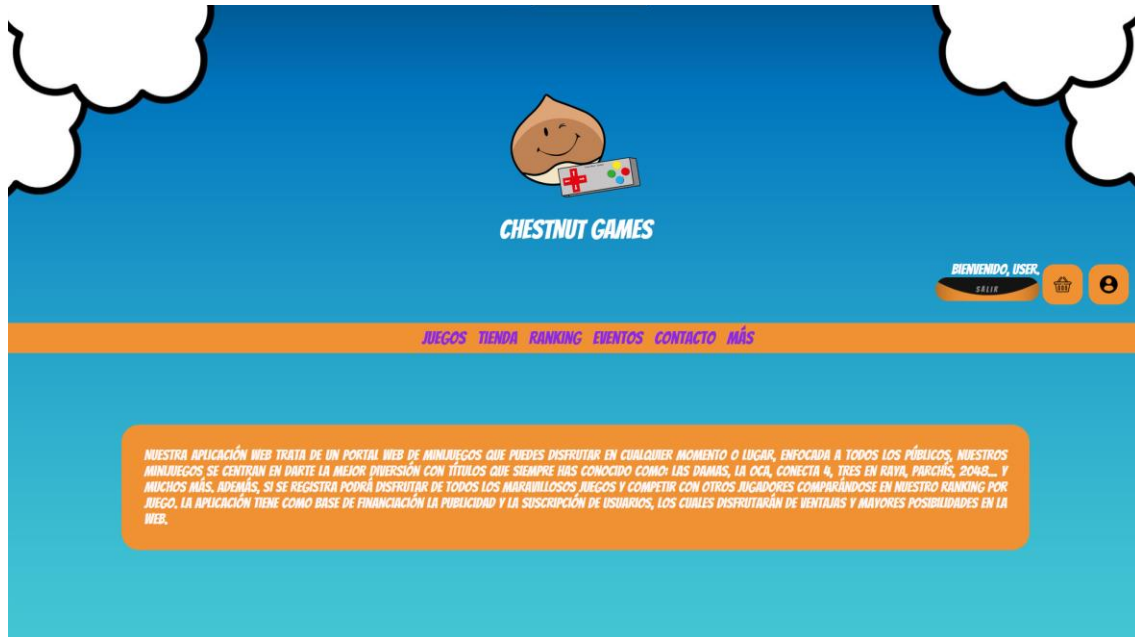 CHESTNUT GAMES
BIENVENIDO, USER.
SALIR
JUEGOS TIENDA RANKING EVENTOS CONTACTO MÁS
NUESTRA APLICACIÓN WEB TRATA DE UN PORTAL WEB DE MINIJUEGOS QUE PUEDES DISFRUTAR EN CUALQUIER MOMENTO O LUGAR, ENFOCADA A TODOS LOS PÚBLICOS, NUESTROS
MINIJUEGOS SE CENTRAN EN DARTE LA MEJOR DIVERSIÓN CON TÍTULOS QUE SIEMPRE HAS CONOCIDO COMO: LAS DAMAS, LA OCA, CONECTA 4, TRES EN RAYA, PARCHÍS, 2048... Y
MUCHOS MÁS. ADEMÁS, SI SE REGISTRA PODRÁ DISFRUTAR DE TODOS LOS MARAVILLOSOS JUEGOS Y COMPETIR CON OTROS JUGADORES COMPARÁNDOSE EN NUESTRO RANKING POR
JUEGO. LA APLICACIÓN TIENE COMO BASE DE FINANCIACIÓN LA PUBLICIDAD Y LA SUSCRIPCIÓN DE USUARIOS, LOS CUALES DISFRUTARÁN DE VENTAJAS Y MAYORES POSIBILIDADES EN LA
WEB.